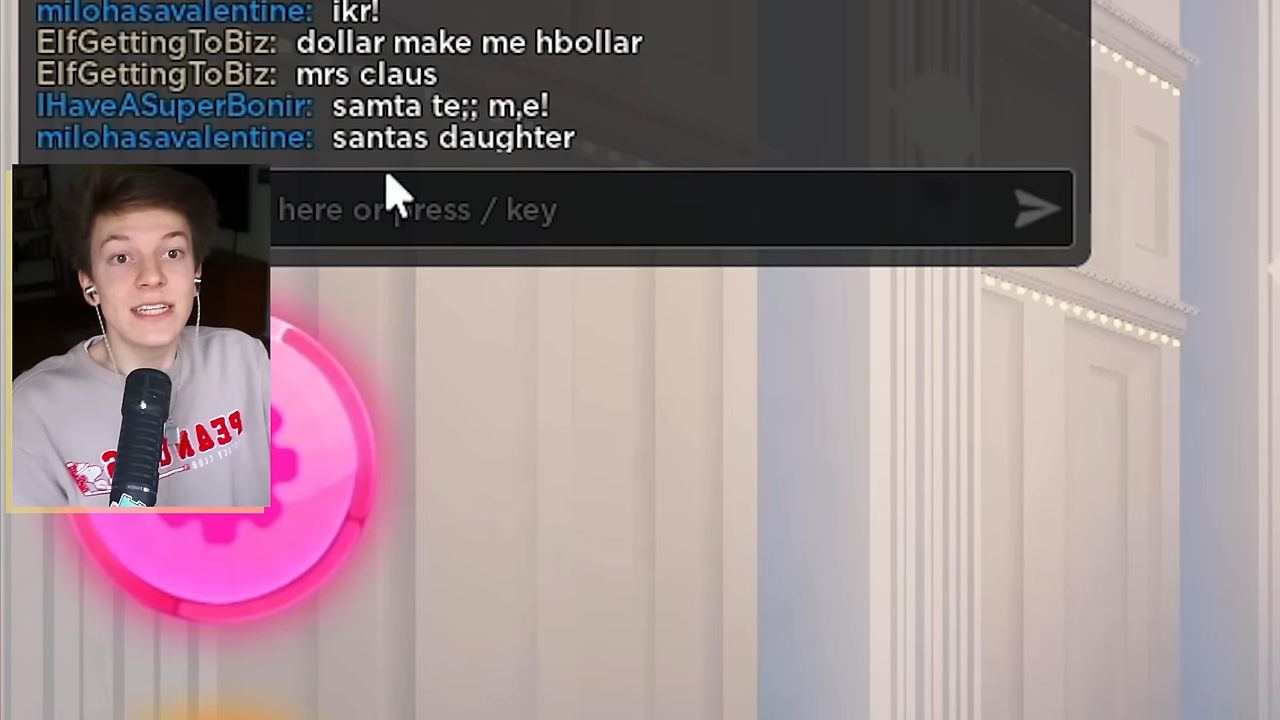 milohasavalentine: ikr!
ElfGettingToBiz: dollar make me hbollar
ElfGettingToBiz: mrs claus
IHaveASuperBonir: samta te;; m,e!
milohasavalentine: santas daughter
here or press / key
PEANUTS